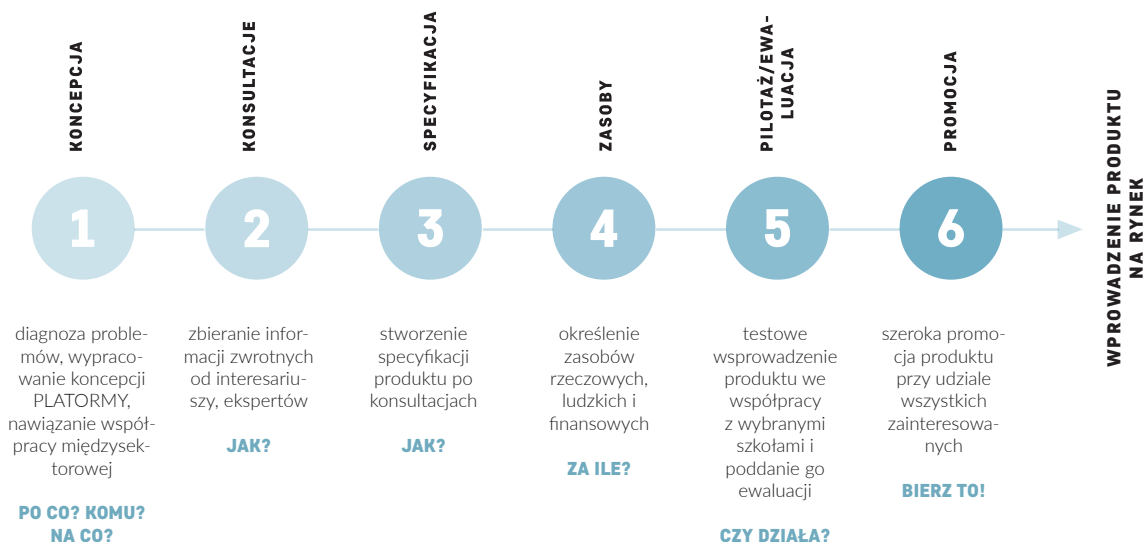 KONCEPCJA
KONSULTACJE
SPECYFIKACJA
ZASOBY
PILOTAŻ/EWA-
LUACJA
PROMOCJA
WPROWADZENIE PRODUKTU
NA RYNEK
1
2
3
4
5
6
diagnoza proble-
mów, wypraco-
wanie koncepcji
PLATORMY,
nawiązanie współ-
pracy międzysek-
torowej
PO CO? KOMU?
NA CO?
zbieranie infor-
macji zwrotnych
od interesariu-
szy, ekspertów
JAK?
stworzenie
specyfikacji
produktu po
konsultacjach
JAK?
określenie
zasobów
rzeczowych,
ludzkich i
finansowych
ZA ILE?
testowe
wsprowadzenie
produktu we
współpracy
z wybranymi
szkołami i
poddanie go
ewaluacji
CZY DZIAŁA?
szeroka promo-
cja produktu
przy udziale
wszystkich
zainteresowa-
nych
BIERZ TO!